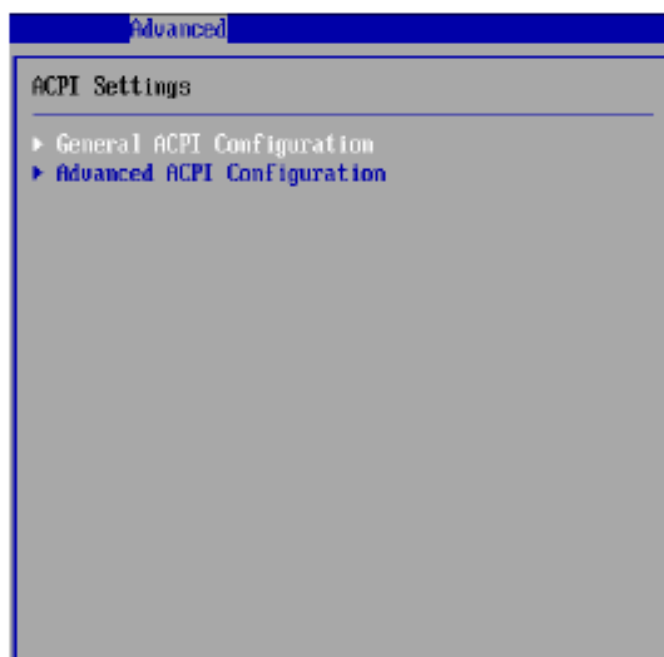 Advanced
ACPI Settings
General ACPI Configuration
Advanced ACPI Configuration